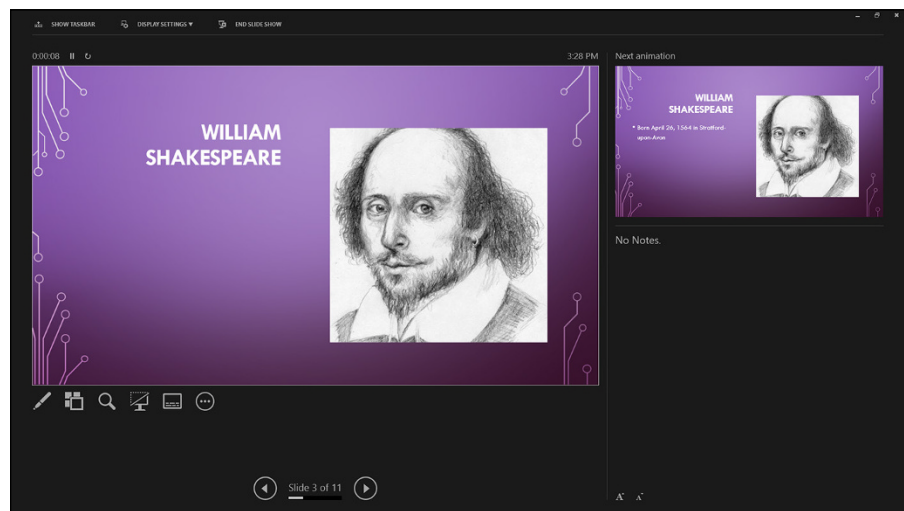 SHOW TASKBAR
DISPLAY SETTINGS ▼
END SLIDE SHOW
0:00:08
3:28 PM
WILLIAM
SHAKESPEARE
Next animation
WILLIAM
SHAKESPEARE
• Born April 26, 1564 in Stratford-
upon-Avon
No Notes.
Slide 3 of 11
A A